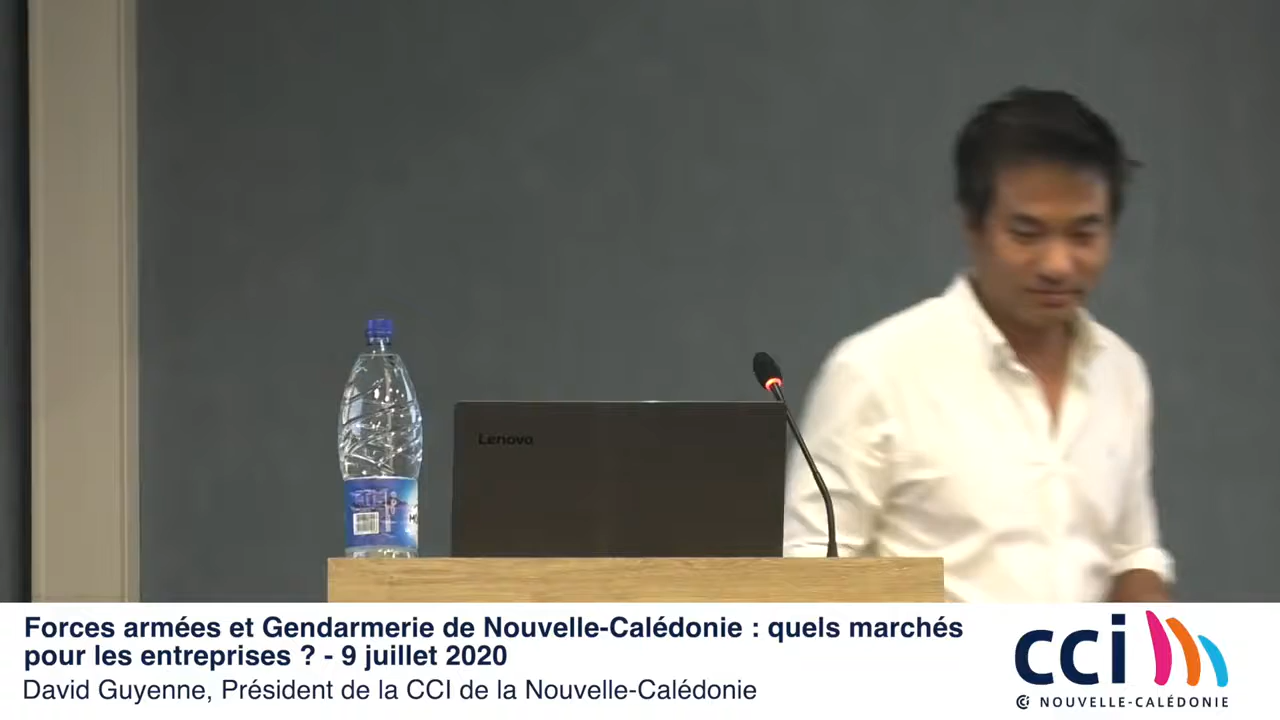 Lenovo
Forces armées et Gendarmerie de Nouvelle-Calédonie : quels marchés
pour les entreprises ? - 9 juillet 2020
David Guyenne, Président de la CCI de la Nouvelle-Calédonie
cci
NOUVELLE-CALÉDONIE